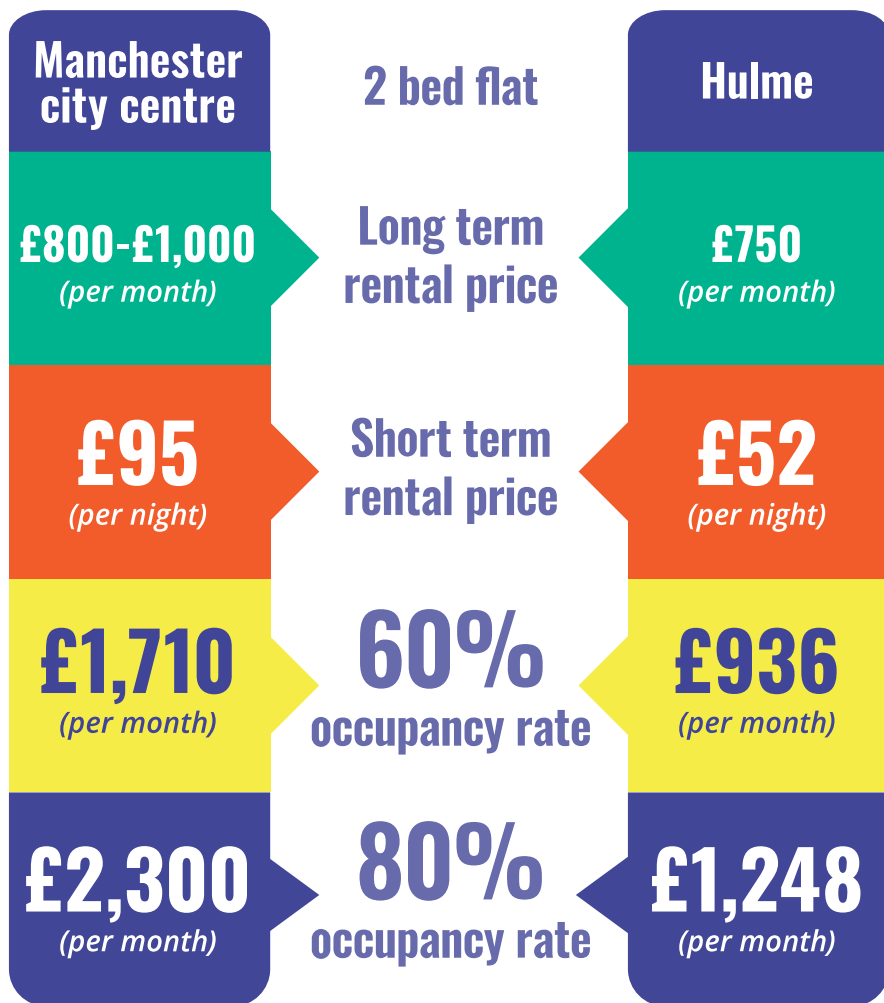 Manchester
city centre
2 bed flat
Hulme
£800-£1,000
(per month)
Long term
rental price
£750
(per month)
£95
(per night)
Short term
rental price
£52
(per night)
£1,710
(per month)
60%
occupancy rate
£936
(per month)
£2,300
(per month)
80%
occupancy rate
£1,248
(per month)